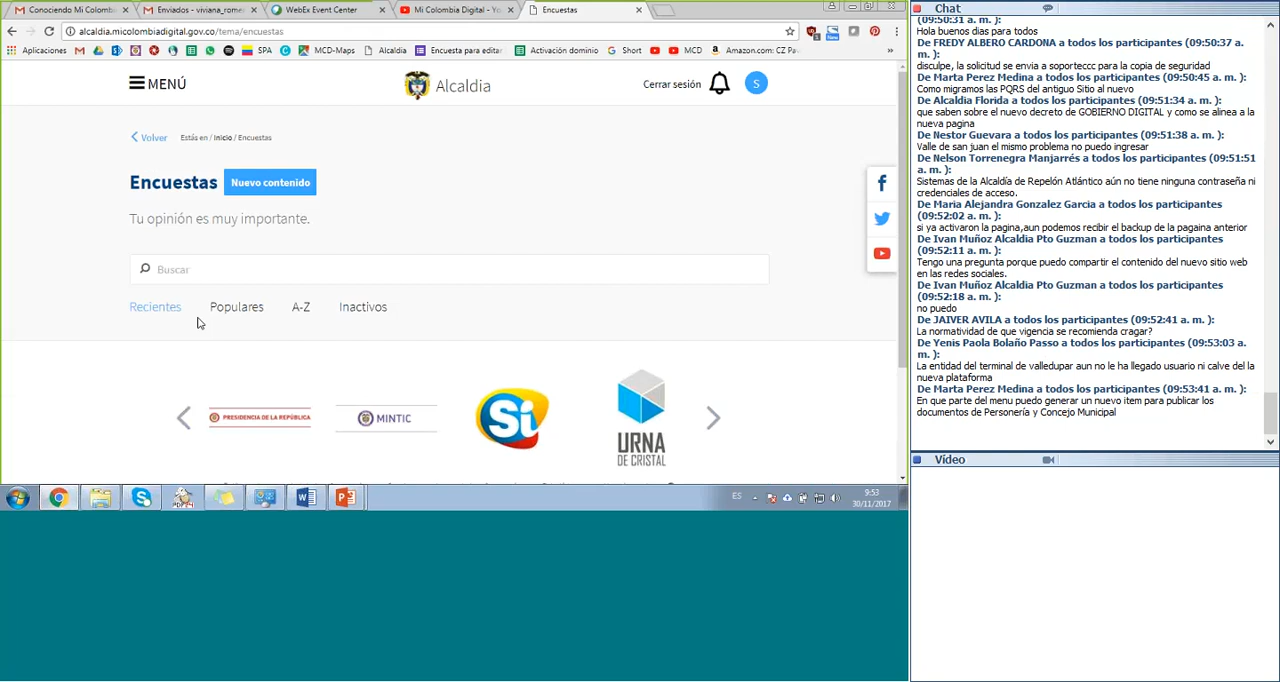 Conociendo Mi Colomb
Enviados - viviana_rome
WebEx Event Center
Mi Colombia Digital - Yo
Encuestas
alcaldia.micolombiadigital.gov.co/tema/encuestas
Aplicaciones
SPA
MCD-Maps
Alcaldia
Encuesta para editar
Activación dominio
Short
MCD
Amazon.com: CZ Pa
»
MENÚ
Alcaldia
Cerrar sesión
S
Volver
Estás en / Inicio / Encuestas
Encuestas
Nuevo contenido
Tu opinión es muy importante.
Buscar
Recientes
Populares
A-Z
Inactivos
PRESIDENCIA DE LA REPÚBLICA
MINTIC
Si
URNA
DE CRISTAL
ES
9:53
30/11/2017
Chat
(09:50:31 a. m.):
Hola buenos dias para todos
De FREDY ALBERO CARDONA a todos los participantes (09:50:37 a.
m. ):
disculpe, la solicitud se envia a soporteccc para la copia de seguridad
De Marta Perez Medina a todos los participantes (09:50:45 a. m. ):
Como migramos las PQRS del antiguo Sitio al nuevo
De Alcaldia Florida a todos los participantes (09:51:34 a. m. ):
que saben sobre el nuevo decreto de GOBIERNO DIGITAL y como se alinea a la
nueva pagina
De Nestor Guevara a todos los participantes (09:51:38 a. m. ):
Valle de san juan el mismo problema no puedo ingresar
De Nelson Torrenegra Manjarrés a todos los participantes (09:51:51
a. m. ):
Sistemas de la Alcaldía de Repelón Atlántico aún no tiene ninguna contraseña ni
credenciales de acceso.
De Maria Alejandra Gonzalez Garcia a todos los participantes
(09:52:02 a. m. ):
si ya activaron la pagina,aun podemos recibir el backup de la pagaina anterior
De Ivan Muñoz Alcaldia Pto Guzman a todos los participantes
(09:52:11 a. m. ):
Tengo una pregunta porque puedo compartir el contenido del nuevo sitio web
en las redes sociales.
De Ivan Muñoz Alcaldia Pto Guzman a todos los participantes
(09:52:18 a. m. ):
no puedo
De JAIVER AVILA a todos los participantes (09:52:41 a. m. ):
La normatividad de que vigencia se recomienda cragar?
De Yenis Paola Bolaño Passo a todos los participantes (09:53:03 a.
m. ):
La entidad del terminal de valledupar aun no le ha llegado usuario ni calve del la
nueva plataforma
De Marta Perez Medina a todos los participantes (09:53:41 a. m. ):
En que parte del menu puedo generar un nuevo item para publicar los
documentos de Personería y Concejo Municipal
Vídeo